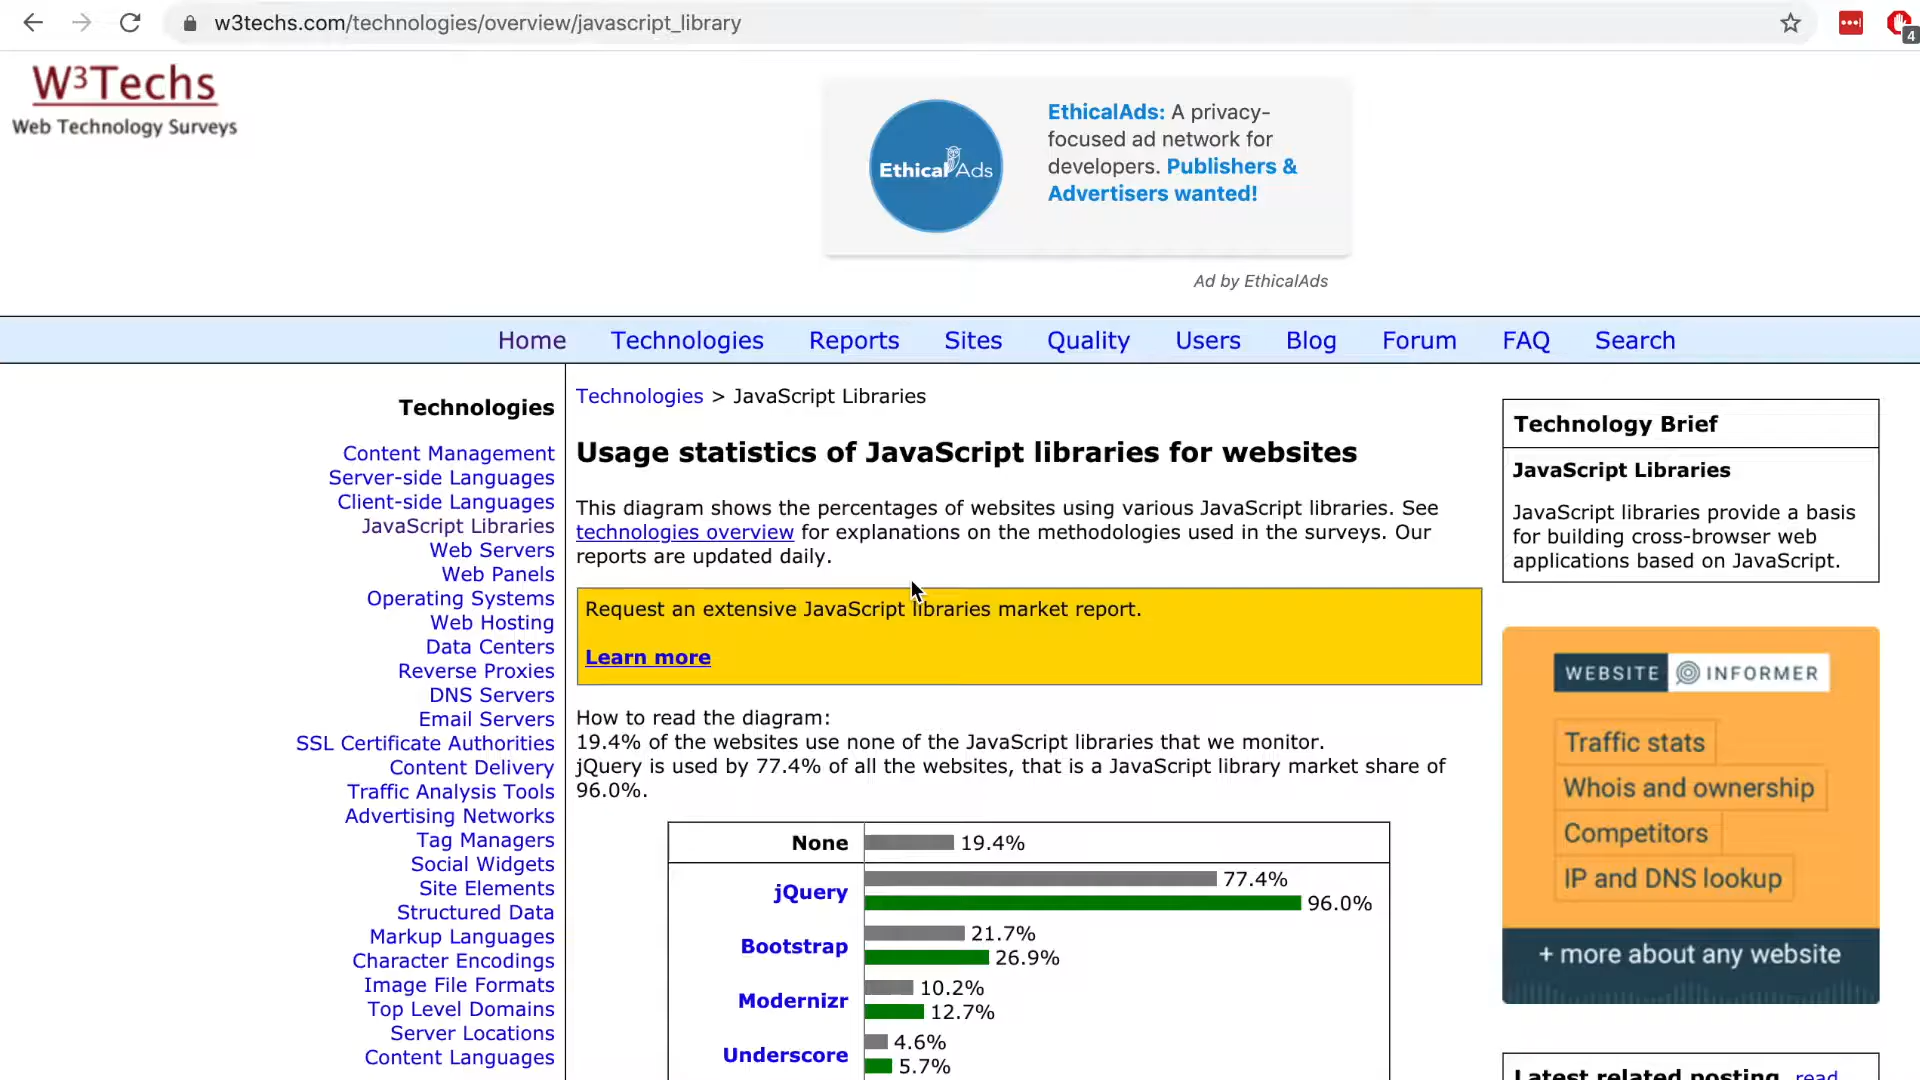 w3techs.com/technologies/overview/javascript_library
4
W3Techs
Web Technology Surveys
Ethical Ads
EthicalAds: A privacy-
focused ad network for
developers. Publishers &
Advertisers wanted!
Ad by EthicalAds
Home Technologies Reports Sites Quality Users Blog Forum FAQ Search
Technologies
Content Management
Server-side Languages
Client-side Languages
JavaScript Libraries
Web Servers
Web Panels
Operating Systems
Web Hosting
Data Centers
Reverse Proxies
DNS Servers
Email Servers
SSL Certificate Authorities
Content Delivery
Traffic Analysis Tools
Advertising Networks
Tag Managers
Social Widgets
Site Elements
Structured Data
Markup Languages
Character Encodings
Image File Formats
Top Level Domains
Server Locations
Content Languages
Technologies > JavaScript Libraries
Usage statistics of JavaScript libraries for websites
This diagram shows the percentages of websites using various JavaScript libraries. See
technologies overview for explanations on the methodologies used in the surveys. Our
reports are updated daily.
Request an extensive JavaScript libraries market report.
Learn more
How to read the diagram:
19.4% of the websites use none of the JavaScript libraries that we monitor.
jQuery is used by 77.4% of all the websites, that is a JavaScript library market share of
96.0%.
None 19.4%
jQuery 77.4%
96.0%
Bootstrap 21.7%
26.9%
Modernizr 10.2%
12.7%
Underscore 4.6%
5.7%
Technology Brief
JavaScript Libraries
JavaScript libraries provide a basis
for building cross-browser web
applications based on JavaScript.
WEBSITE INFORMER
Traffic stats
Whois and ownership
Competitors
IP and DNS lookup
+ more about any website
Latest related posting read